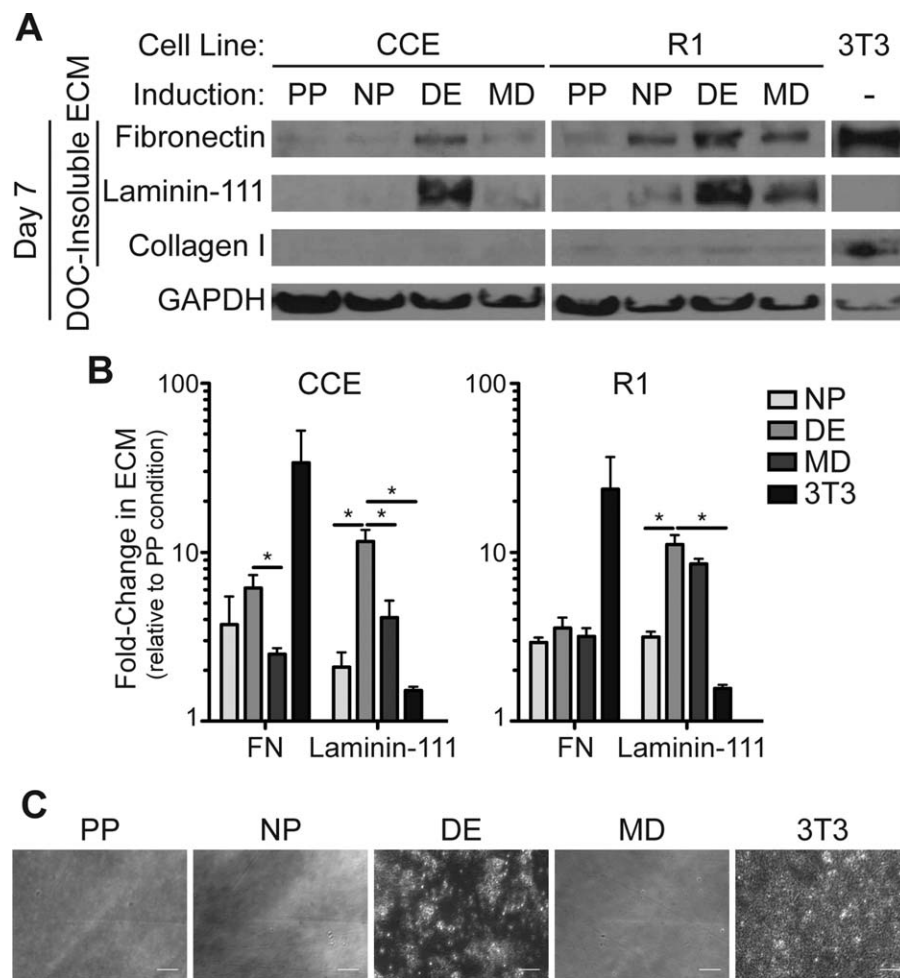 A
Cell Line: CCE R1 3T3
Induction: PP NP DE MD PP NP DE MD -
Day 7
DOC-Insoluble ECM
Fibronectin
Laminin-111
Collagen I
GAPDH
B
CCE
R1
Fold-Change in ECM
(relative to PP condition)
100
10
1
* * * *
FN Laminin-111
100
10
1
* *
FN Laminin-111
NP
DE
MD
3T3
C
PP NP DE MD 3T3